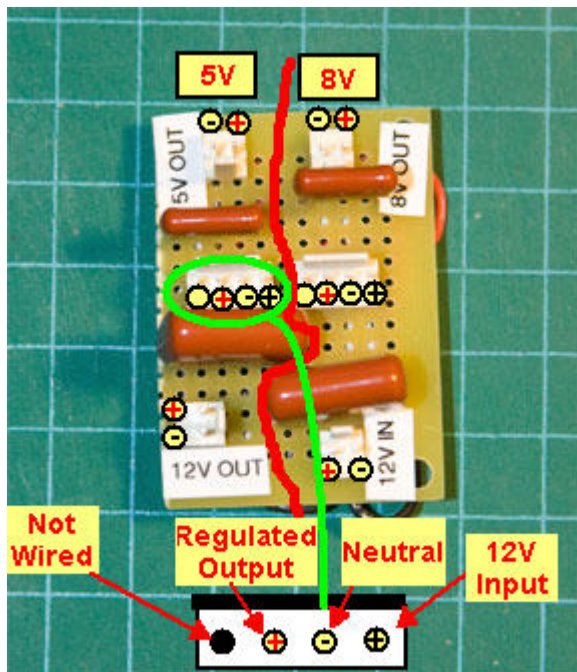 5V
8V
5V OUT
8V OUT
12V OUT
12V IN
Not
Wired
Regulated
Output
Neutral
12V
Input